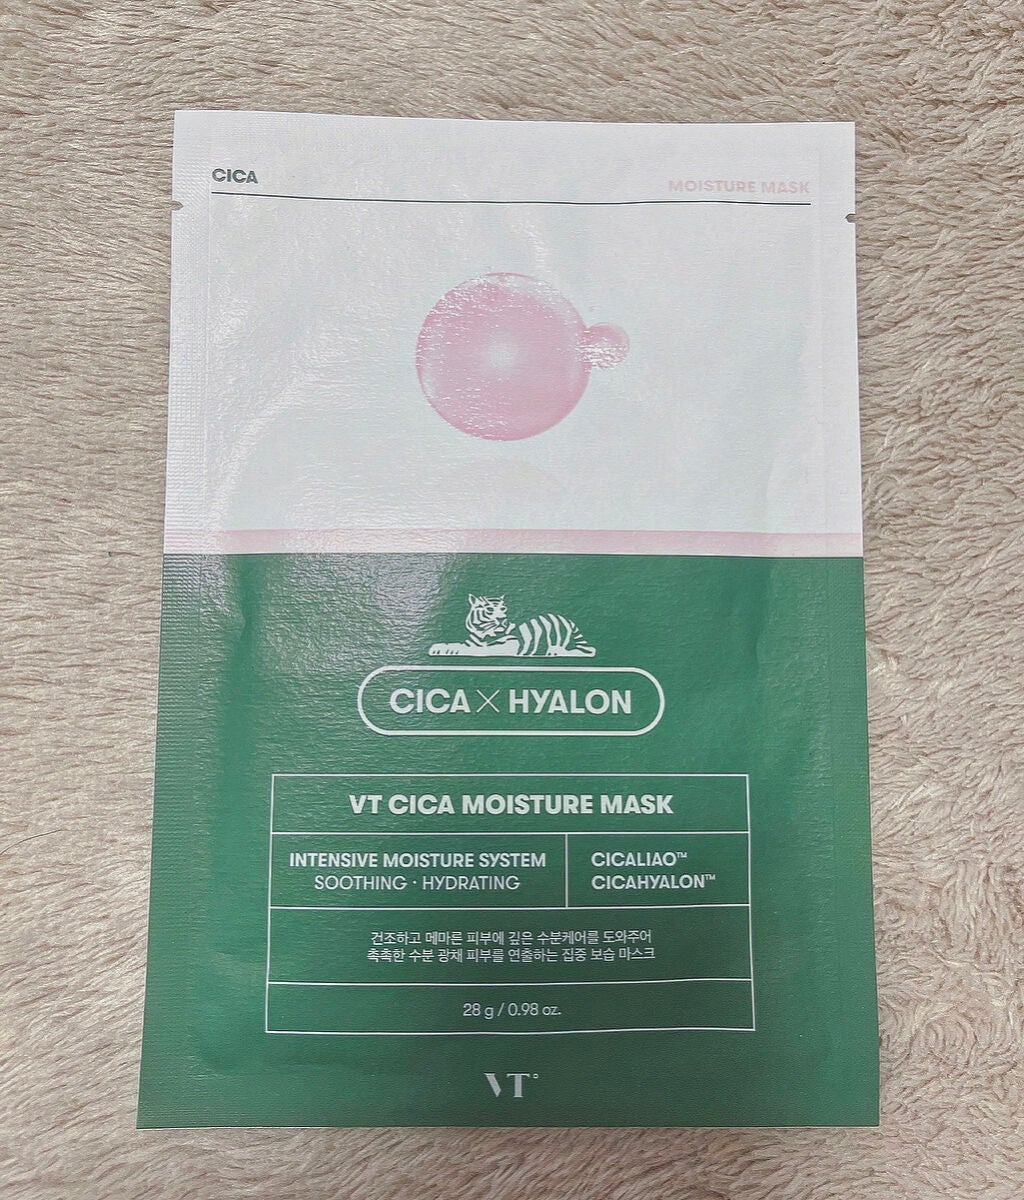 CICA
MOISTURE MASK
CICA × HYALON
VT CICA MOISTURE MASK
INTENSIVE MOISTURE SYSTEM
SOOTHING · HYDRATING
CICALIAO™
CICAHYALON™
건조하고 메마른 피부에 깊은 수분케어를 도와주어
촉촉한 수분 광채 피부를 연출하는 집중 보습 마스크
28 g / 0.98 oz.
VT°